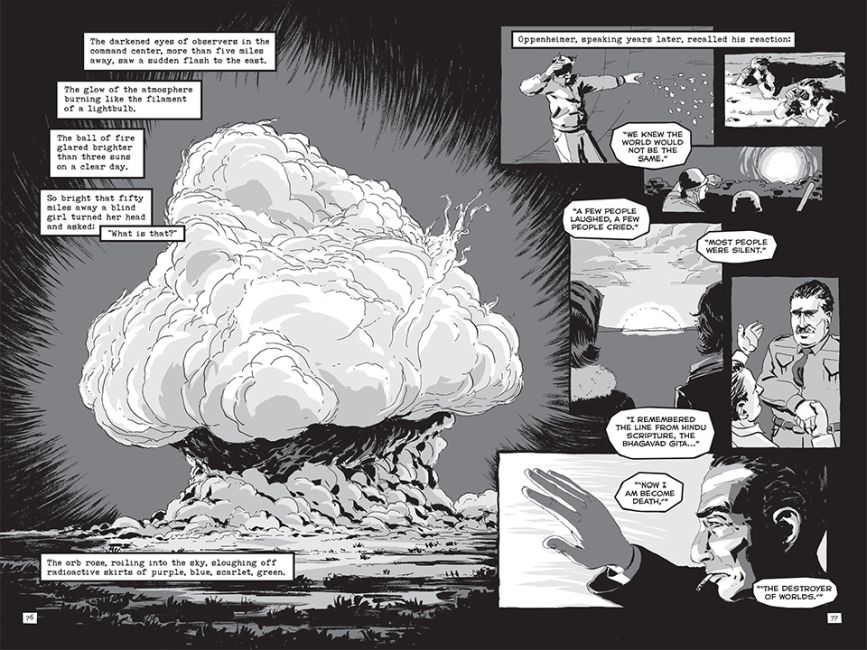 The darkened eyes of observers in the
command center, more than five miles
away, saw a sudden flash to the east.
The glow of the atmosphere
burning like the filament
of a lightbulb.
The ball of fire
glared brighter
than three suns
on a clear day.
So bright that fifty
miles away a blind
girl turned her head
and asked:
"What is that?"
The orb rose, roiling into the sky, sloughing off
radioactive skirts of purple, blue, scarlet, green.
76
Oppenheimer, speaking years later, recalled his reaction:
"WE KNEW THE
WORLD WOULD
NOT BE THE
SAME."
"A FEW PEOPLE
LAUGHED, A FEW
PEOPLE CRIED."
"MOST PEOPLE
WERE SILENT."
"I REMEMBERED
THE LINE FROM HINDU
SCRIPTURE, THE
BHAGAVAD GITA..."
"'NOW I
AM BECOME
DEATH,'"
"'THE DESTROYER
OF WORLDS.'"
77